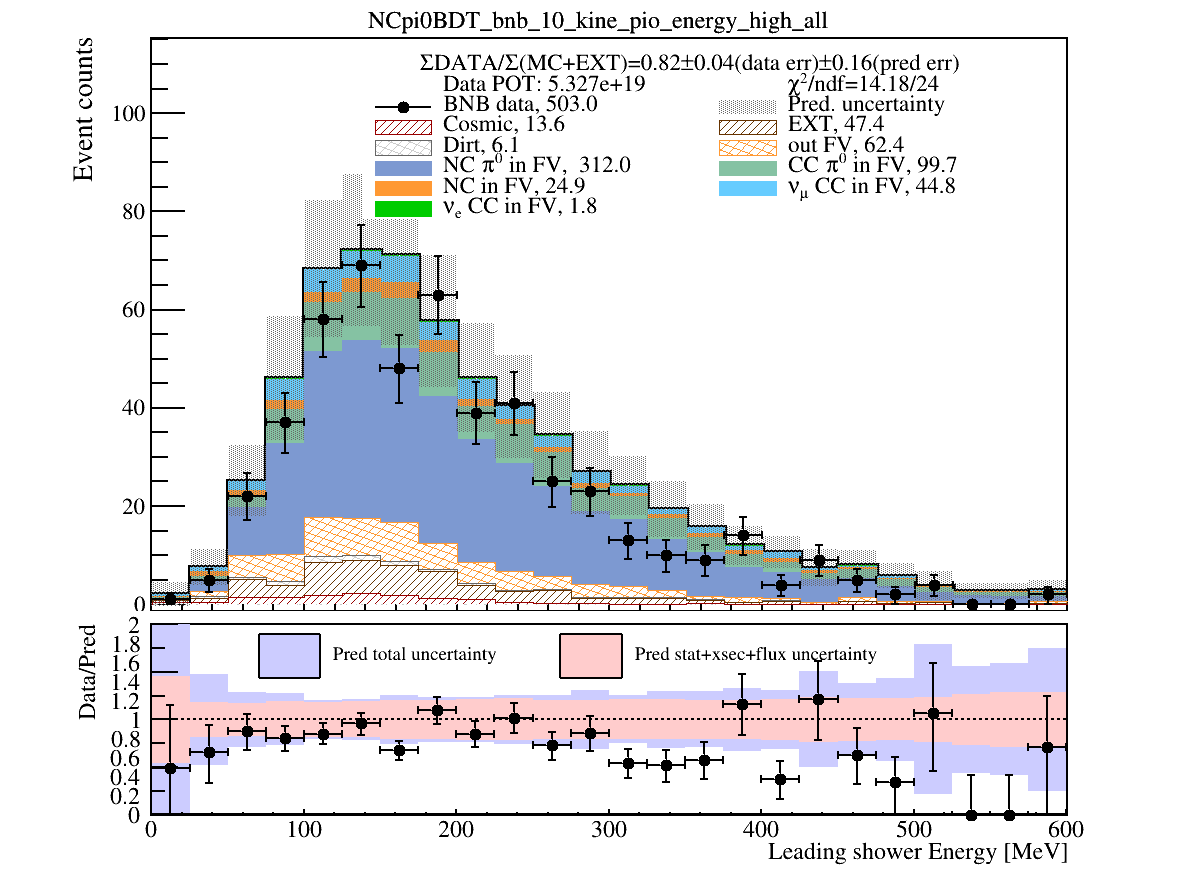 NCpi0BDT_bnb_10_kine_pio_energy_high_all
ΣDATA/Σ(MC+EXT)=0.82±0.04(data err)±0.16(pred err)
Data POT: 5.327e+19 χ²/ndf=14.18/24
BNB data, 503.0 Pred. uncertainty
Cosmic, 13.6 EXT, 47.4
Dirt, 6.1 out FV, 62.4
NC π⁰ in FV, 312.0 CC π⁰ in FV, 99.7
NC in FV, 24.9 νμ CC in FV, 44.8
νe CC in FV, 1.8
Event counts
100
80
60
40
20
0
Data/Pred
Pred total uncertainty Pred stat+xsec+flux uncertainty
2
1.8
1.6
1.4
1.2
1
0.8
0.6
0.4
0.2
0
0 100 200 300 400 500 600
Leading shower Energy [MeV]